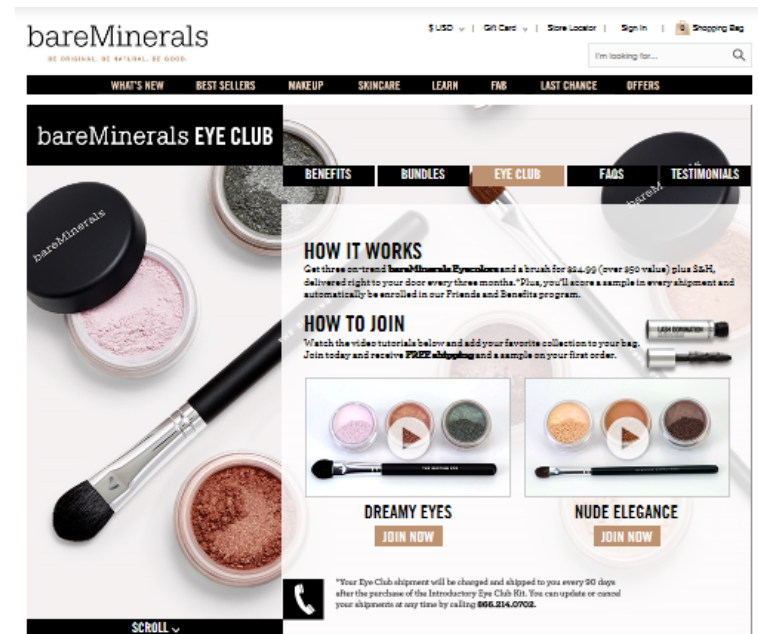 bareMinerals
BE ORIGINAL. BE NATURAL. BE GOOD.
$ USD | Gift Card | Store Locator | Sign In | 0 Shopping Bag
I'm looking for...
WHAT'S NEW BEST SELLERS MAKEUP SKINCARE LEARN FAB LAST CHANCE OFFERS
bareMinerals EYE CLUB
BENEFITS BUNDLES EYE CLUB FAQS TESTIMONIALS
bareMinerals
bareM
HOW IT WORKS
Get three on-trend bareMinerals Eyecolors and a brush for $24.99 (over $50 value) plus S&H,
delivered right to your door every three months.*Plus, you'll score a sample in every shipment and
automatically be enrolled in our Friends and Benefits program.
HOW TO JOIN
Watch the video tutorials below and add your favorite collection to your bag.
Join today and receive FREE shipping and a sample on your first order.
LASH DOMINATION
DREAMY EYES
JOIN NOW
NUDE ELEGANCE
JOIN NOW
*Your Eye Club shipment will be charged and shipped to you every 90 days
after the purchase of the Introductory Eye Club Kit. You can update or cancel
your shipments at any time by calling 866.214.0702.
SCROLL